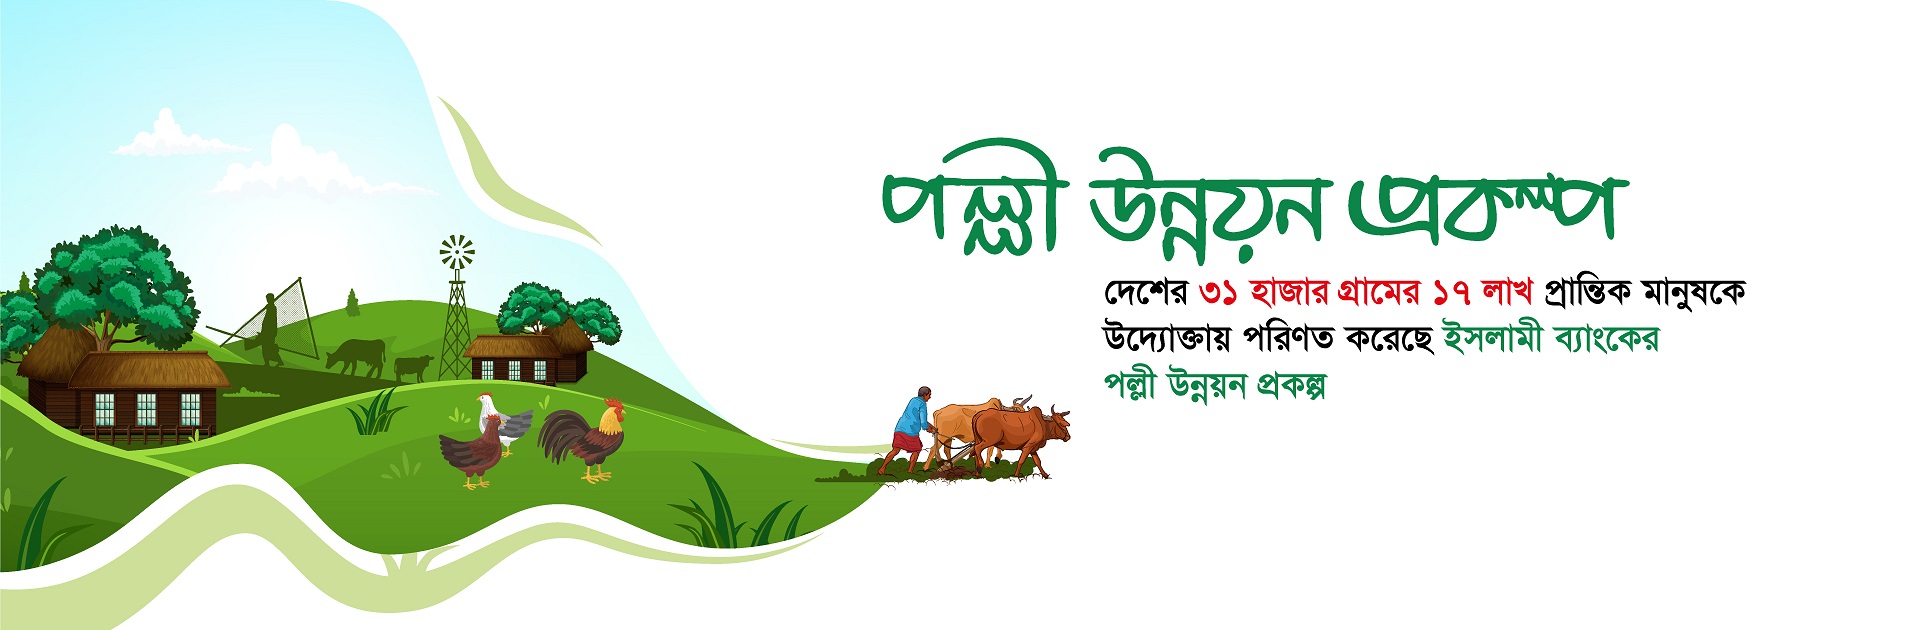 পল্লী উন্নয়ন প্রকল্প
দেশের ৩১ হাজার গ্রামের ১৭ লাখ প্রান্তিক মানুষকে
উদ্যোক্তায় পরিণত করেছে ইসলামী ব্যাংকের
পল্লী উন্নয়ন প্রকল্প